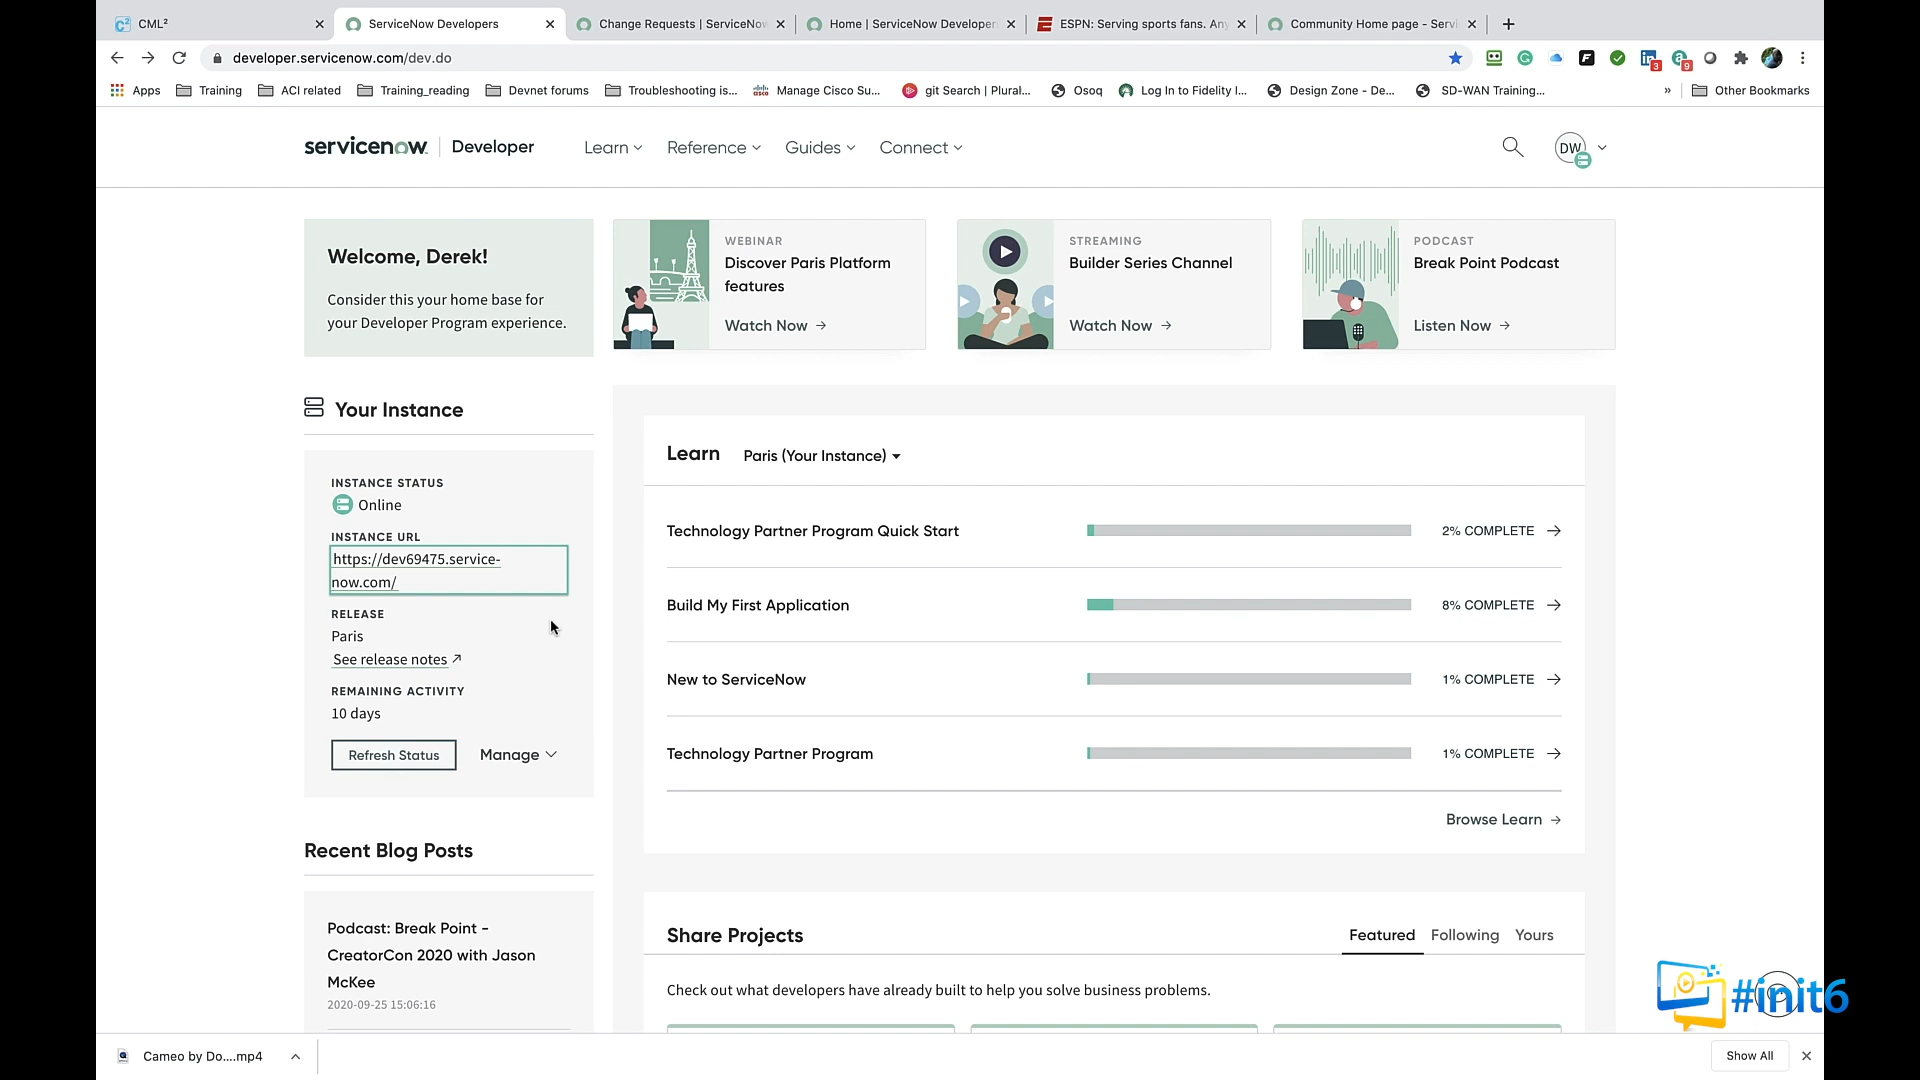 CML²
ServiceNow Developers
Change Requests | ServiceNo
Home | ServiceNow Developer
ESPN: Serving sports fans. Any
Community Home page - Servi
developer.servicenow.com/dev.do
3
9
Apps
Training
ACI related
Training_reading
Devnet forums
Troubleshooting is...
Manage Cisco Su...
git Search | Plural...
Osoq
Log In to Fidelity I...
Design Zone - De...
SD-WAN Training...
»
Other Bookmarks
servicenow
Developer
Learn
Reference
Guides
Connect
DW
Welcome, Derek!
Consider this your home base for
your Developer Program experience.
WEBINAR
Discover Paris Platform
features
Watch Now →
STREAMING
Builder Series Channel
Watch Now →
PODCAST
Break Point Podcast
Listen Now →
Your Instance
INSTANCE STATUS
Online
INSTANCE URL
https://dev69475.service-
now.com/
RELEASE
Paris
See release notes ↗
REMAINING ACTIVITY
10 days
Refresh Status
Manage
Learn
Paris (Your Instance)
Technology Partner Program Quick Start
2% COMPLETE →
Build My First Application
8% COMPLETE →
New to ServiceNow
1% COMPLETE →
Technology Partner Program
1% COMPLETE →
Browse Learn →
Recent Blog Posts
Podcast: Break Point -
CreatorCon 2020 with Jason
McKee
2020-09-25 15:06:16
Share Projects
Featured
Following
Yours
Check out what developers have already built to help you solve business problems.
#init6
Cameo by Do....mp4
Show All